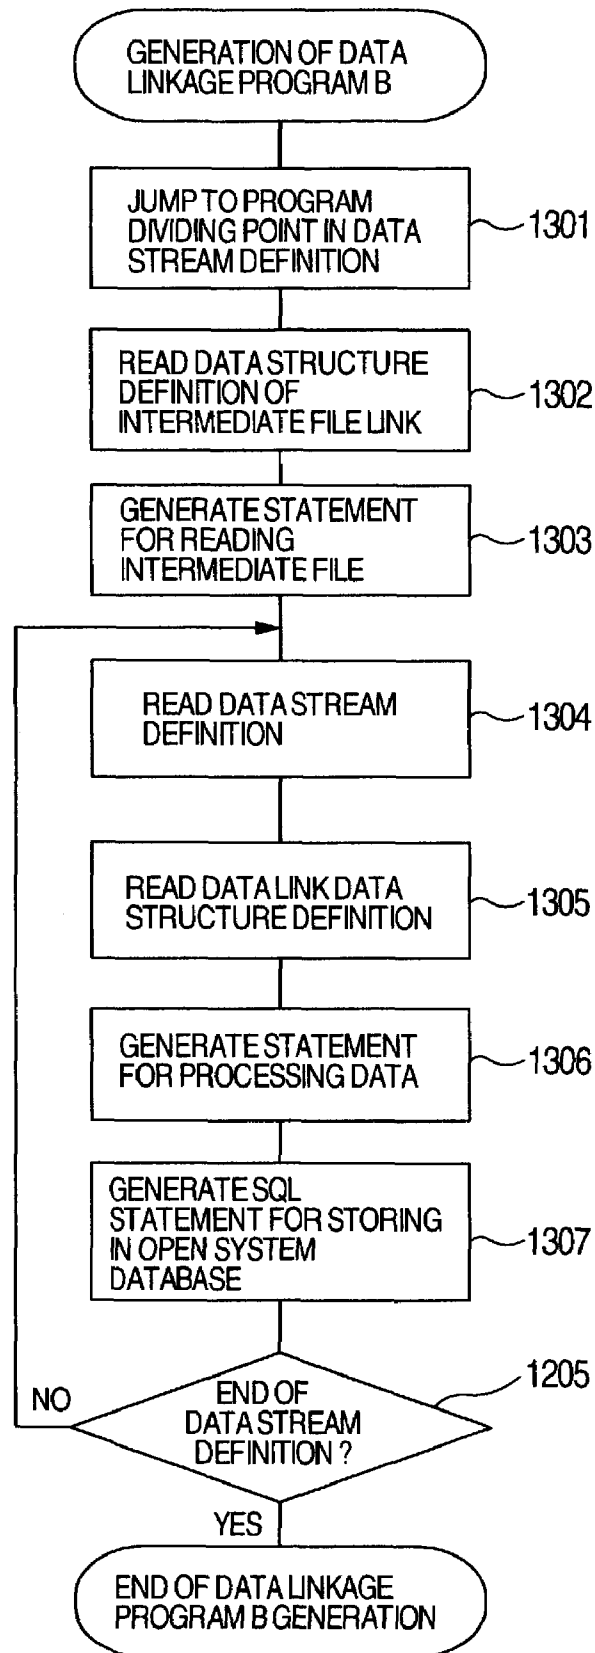 GENERATION OF DATA
LINKAGE PROGRAM B
JUMP TO PROGRAM
DIVIDING POINT IN DATA
STREAM DEFINITION
1301
READ DATA STRUCTURE
DEFINITION OF
INTERMEDIATE FILE LINK
1302
GENERATE STATEMENT
FOR READING
INTERMEDIATE FILE
1303
READ DATA STREAM
DEFINITION
1304
READ DATA LINK DATA
STRUCTURE DEFINITION
1305
GENERATE STATEMENT
FOR PROCESSING DATA
1306
GENERATE SQL
STATEMENT FOR STORING
IN OPEN SYSTEM
DATABASE
1307
END OF
DATA STREAM
DEFINITION ?
1205
NO
YES
END OF DATA LINKAGE
PROGRAM B GENERATION